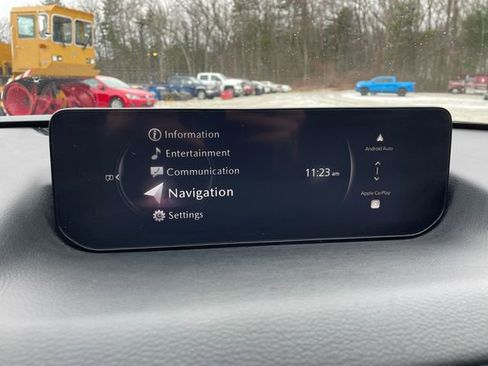 Information
Entertainment
Communication
Navigation
Settings
11:23 am
Android Auto
Apple CarPlay